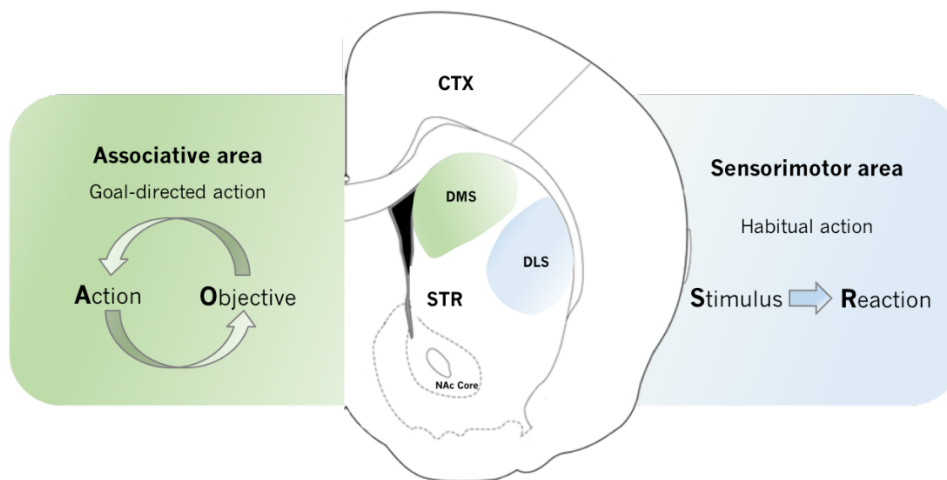 Associative area
Goal-directed action
Action
Objective
CTX
DMS
DLS
STR
NAc Core
Sensorimotor area
Habitual action
Stimulus
Reaction